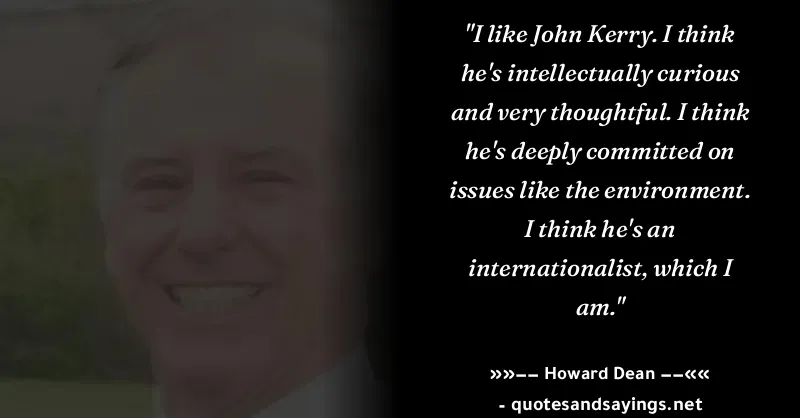 "I like John Kerry. I think
he's intellectually curious
and very thoughtful. I think
he's deeply committed on
issues like the environment.
I think he's an
internationalist, which I
am."
»»−− Howard Dean −−««
- quotesandsayings.net